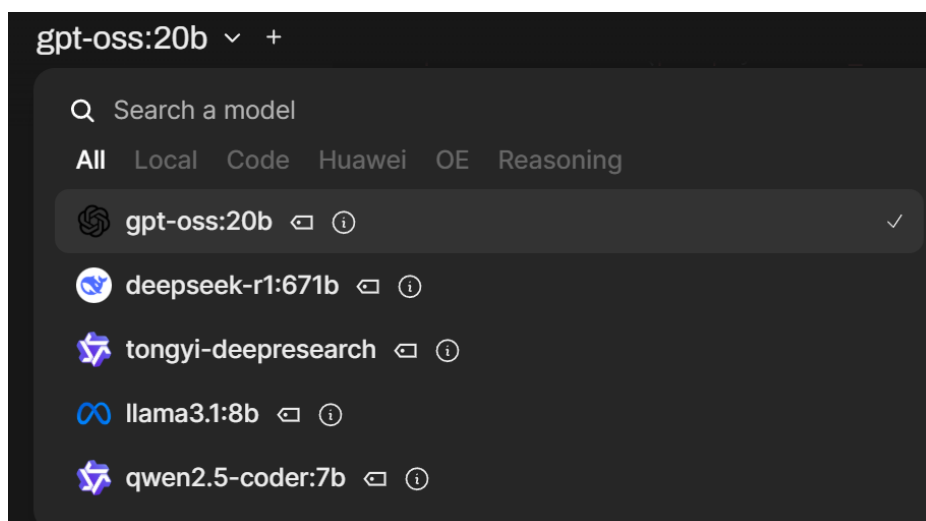 gpt-oss:20b
Search a model
All Local Code Huawei OE Reasoning
gpt-oss:20b
deepseek-r1:671b
tongyi-deepresearch
llama3.1:8b
qwen2.5-coder:7b